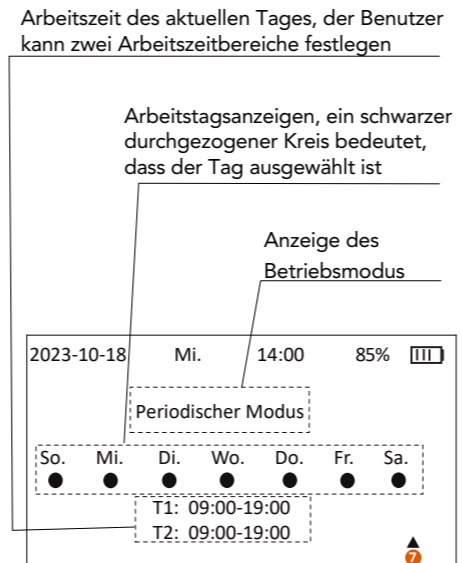 Arbeitszeit des aktuellen Tages, der Benutzer
kann zwei Arbeitszeitbereiche festlegen
Arbeitstagsanzeigen, ein schwarzer
durchgezogener Kreis bedeutet,
dass der Tag ausgewählt ist
Anzeige des
Betriebsmodus
2023-10-18 Mi. 14:00 85%
Periodischer Modus
So. Mi. Di. Wo. Do. Fr. Sa.
T1: 09:00-19:00
T2: 09:00-19:00
7